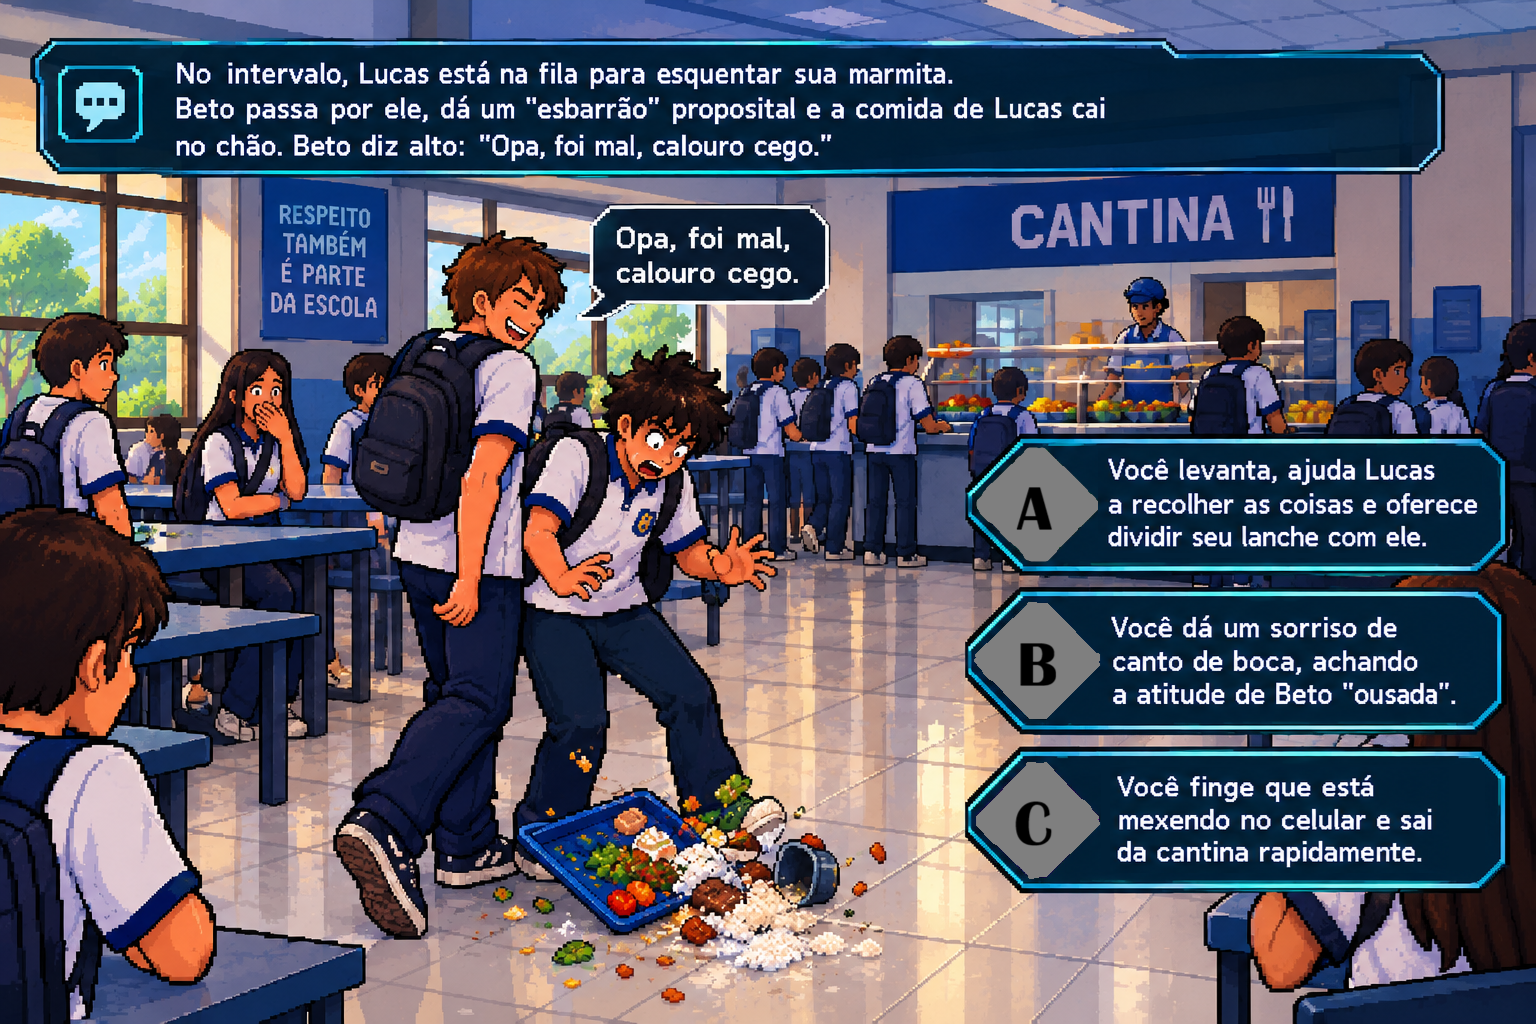 No intervalo, Lucas está na fila para esquentar sua marmita.
Beto passa por ele, dá um "esbarrão" proposital e a comida de Lucas cai
no chão. Beto diz alto: "Opa, foi mal, calouro cego."
RESPEITO
TAMBÉM
É PARTE
DA ESCOLA
Opa, foi mal,
calouro cego.
CANTINA
A
Você levanta, ajuda Lucas
a recolher as coisas e oferece
dividir seu lanche com ele.
B
Você dá um sorriso de
canto de boca, achando
a atitude de Beto "ousada".
C
Você finge que está
mexendo no celular e sai
da cantina rapidamente.